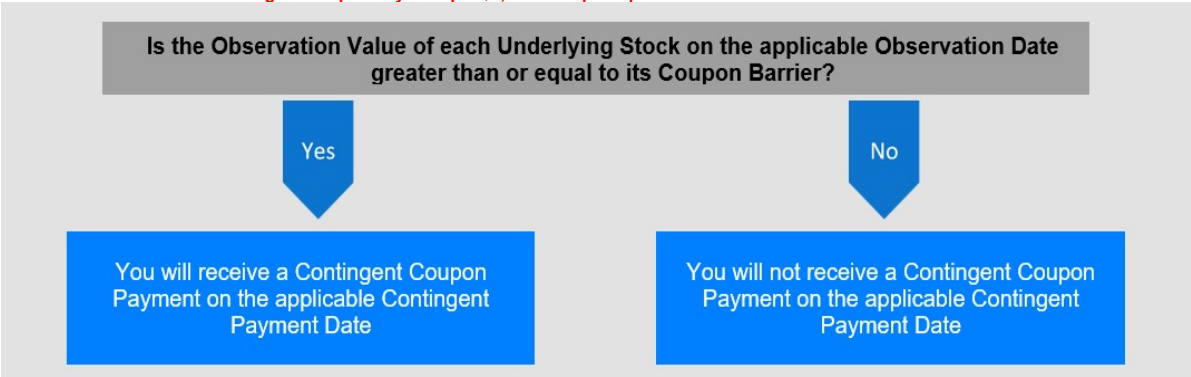 Is the Observation Value of each Underlying Stock on the applicable Observation Date
greater than or equal to its Coupon Barrier?
Yes
No
You will receive a Contingent Coupon
Payment on the applicable Contingent
Payment Date
You will not receive a Contingent Coupon
Payment on the applicable Contingent
Payment Date